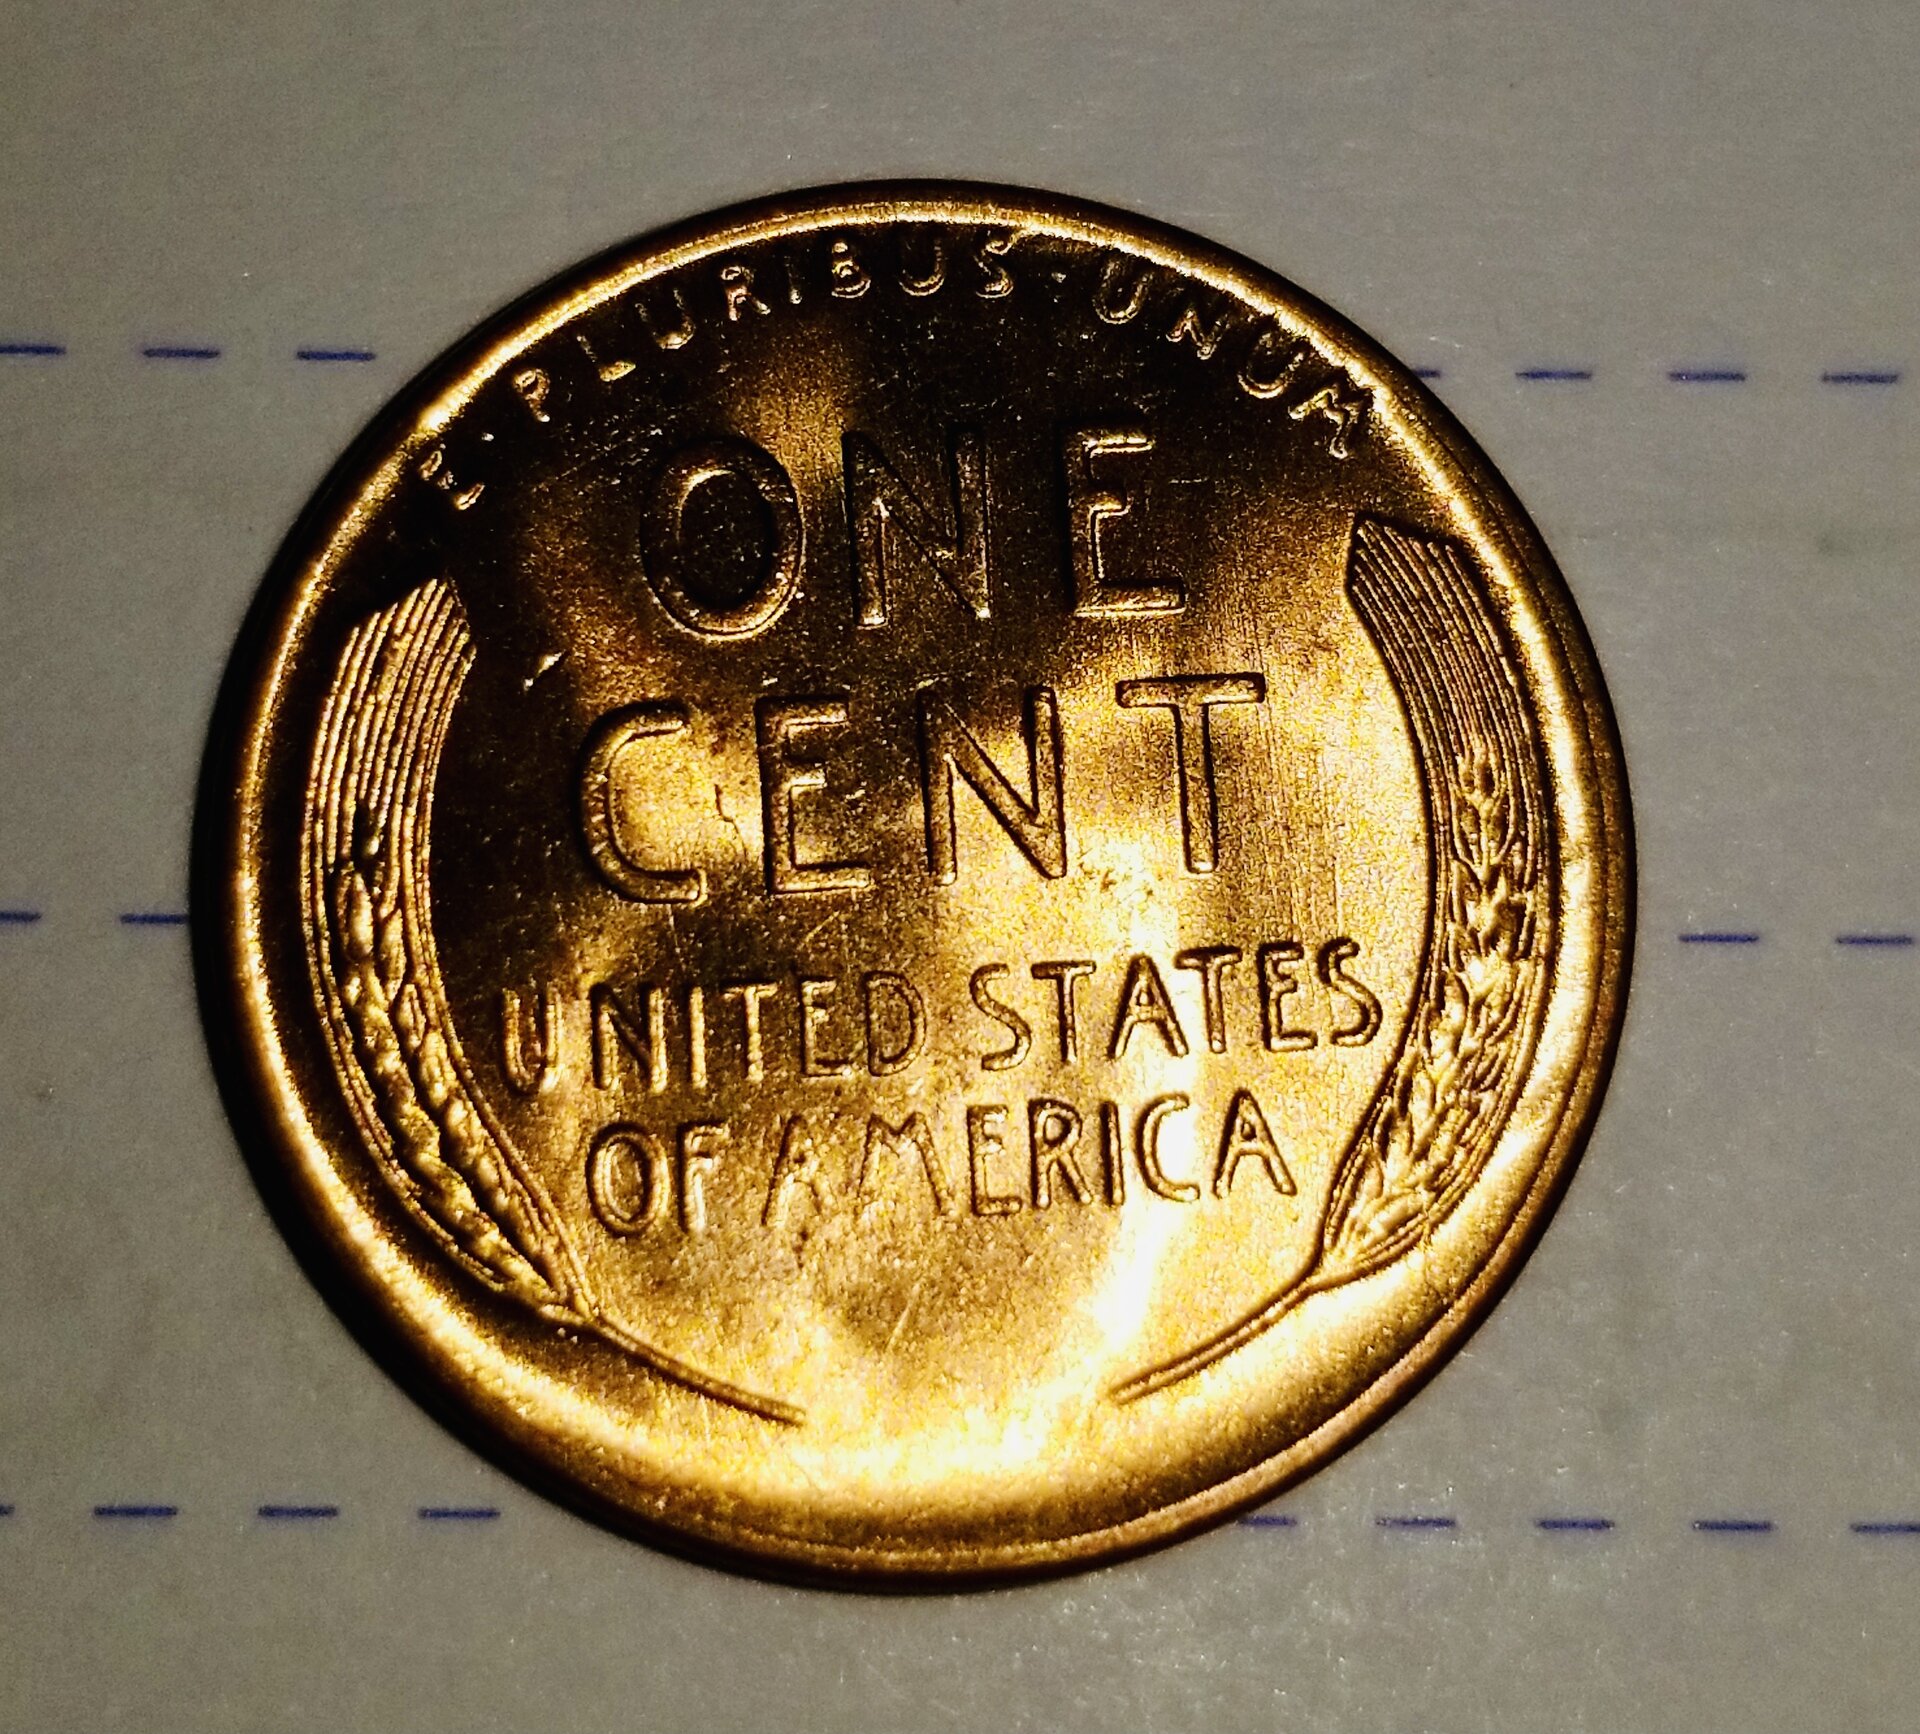 E·PLURIBUS·UNUM
ONE
CENT
UNITED STATES
OF AMERICA